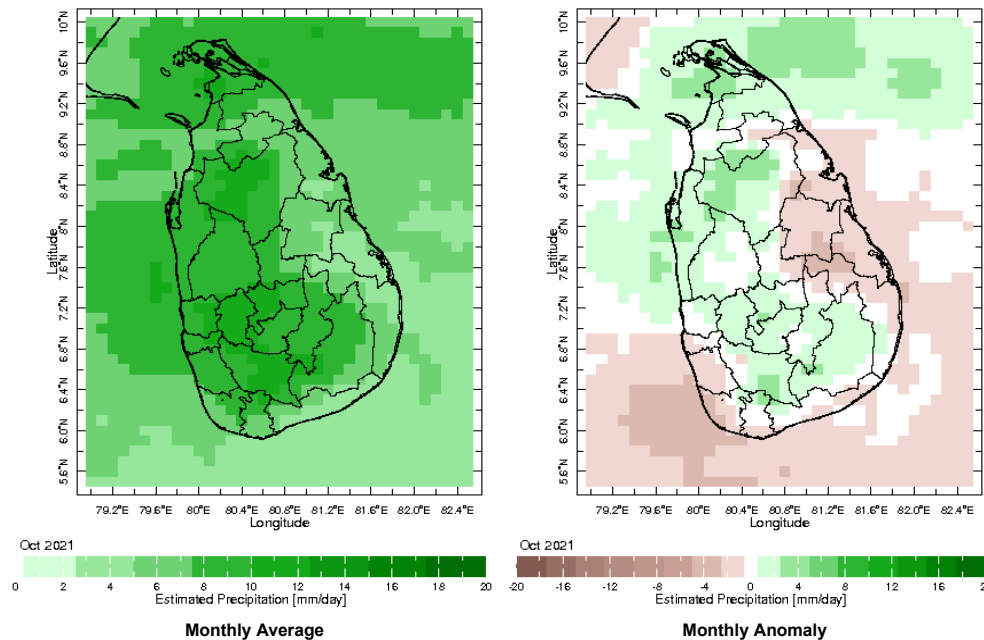 10°N
9.6°N
9.2°N
8.8°N
8.4°N
8°N
7.6°N
7.2°N
6.8°N
6.4°N
6.0°N
5.6°N
Latitude
79.2°E 79.6°E 80°E 80.4°E 80.8°E 81.2°E 81.6°E 82.0°E
Longitude
Oct 2021
0 2 4 6 8 10 12 14 16 18 20
Estimated Precipitation [mm/day]
Monthly Average
10°N
9.6°N
9.2°N
8.8°N
8.4°N
8°N
7.6°N
7.2°N
6.8°N
6.4°N
6.0°N
5.6°N
Latitude
79.2°E 79.6°E 80°E 80.4°E 80.8°E 81.2°E 81.6°E 82.0°E
Longitude
Oct 2021
-20 -16 -12 -8 -4 0 4 8 12 16
Estimated Precipitation [mm/day]
Monthly Anomaly